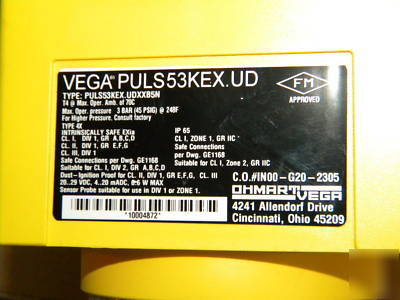 VEGA PULS53KEX.UD
TYPE: PULS53KEX.UDXXB5N
T4 @ Max. Oper. Amb. of 70C
Max. Oper. pressure 3 BAR (45 PSIG) @ 248F
For Higher Pressure, Consult factory
FM
APPROVED
TYPE 4X
INTRINSICALLY SAFE EXia
CL I, DIV 1, GR A,B,C,D
CL. II, DIV 1, GR E,F,G
CL. III, DIV 1
Safe Connections per Dwg. GE1168
Suitable for CL I, DIV 2, GR A,B,C,D
Dust-Ignition Proof for CL. II, DIV 1, GR E,F,G, CL. III
20..29 VDC, 4..20 mADC, 0.6 W MAX
Sensor Probe suitable for use in DIV 1 or ZONE 1.
IP 65
CL I, ZONE 1, GR IIC
Safe Connections
per Dwg. GE1168
Suitable for CL I, Zone 2, GR IIC
*10004872*
C.O.#IN00-G20-2305
OHMART VEGA
4241 Allendorf Drive
Cincinnati, Ohio 45209